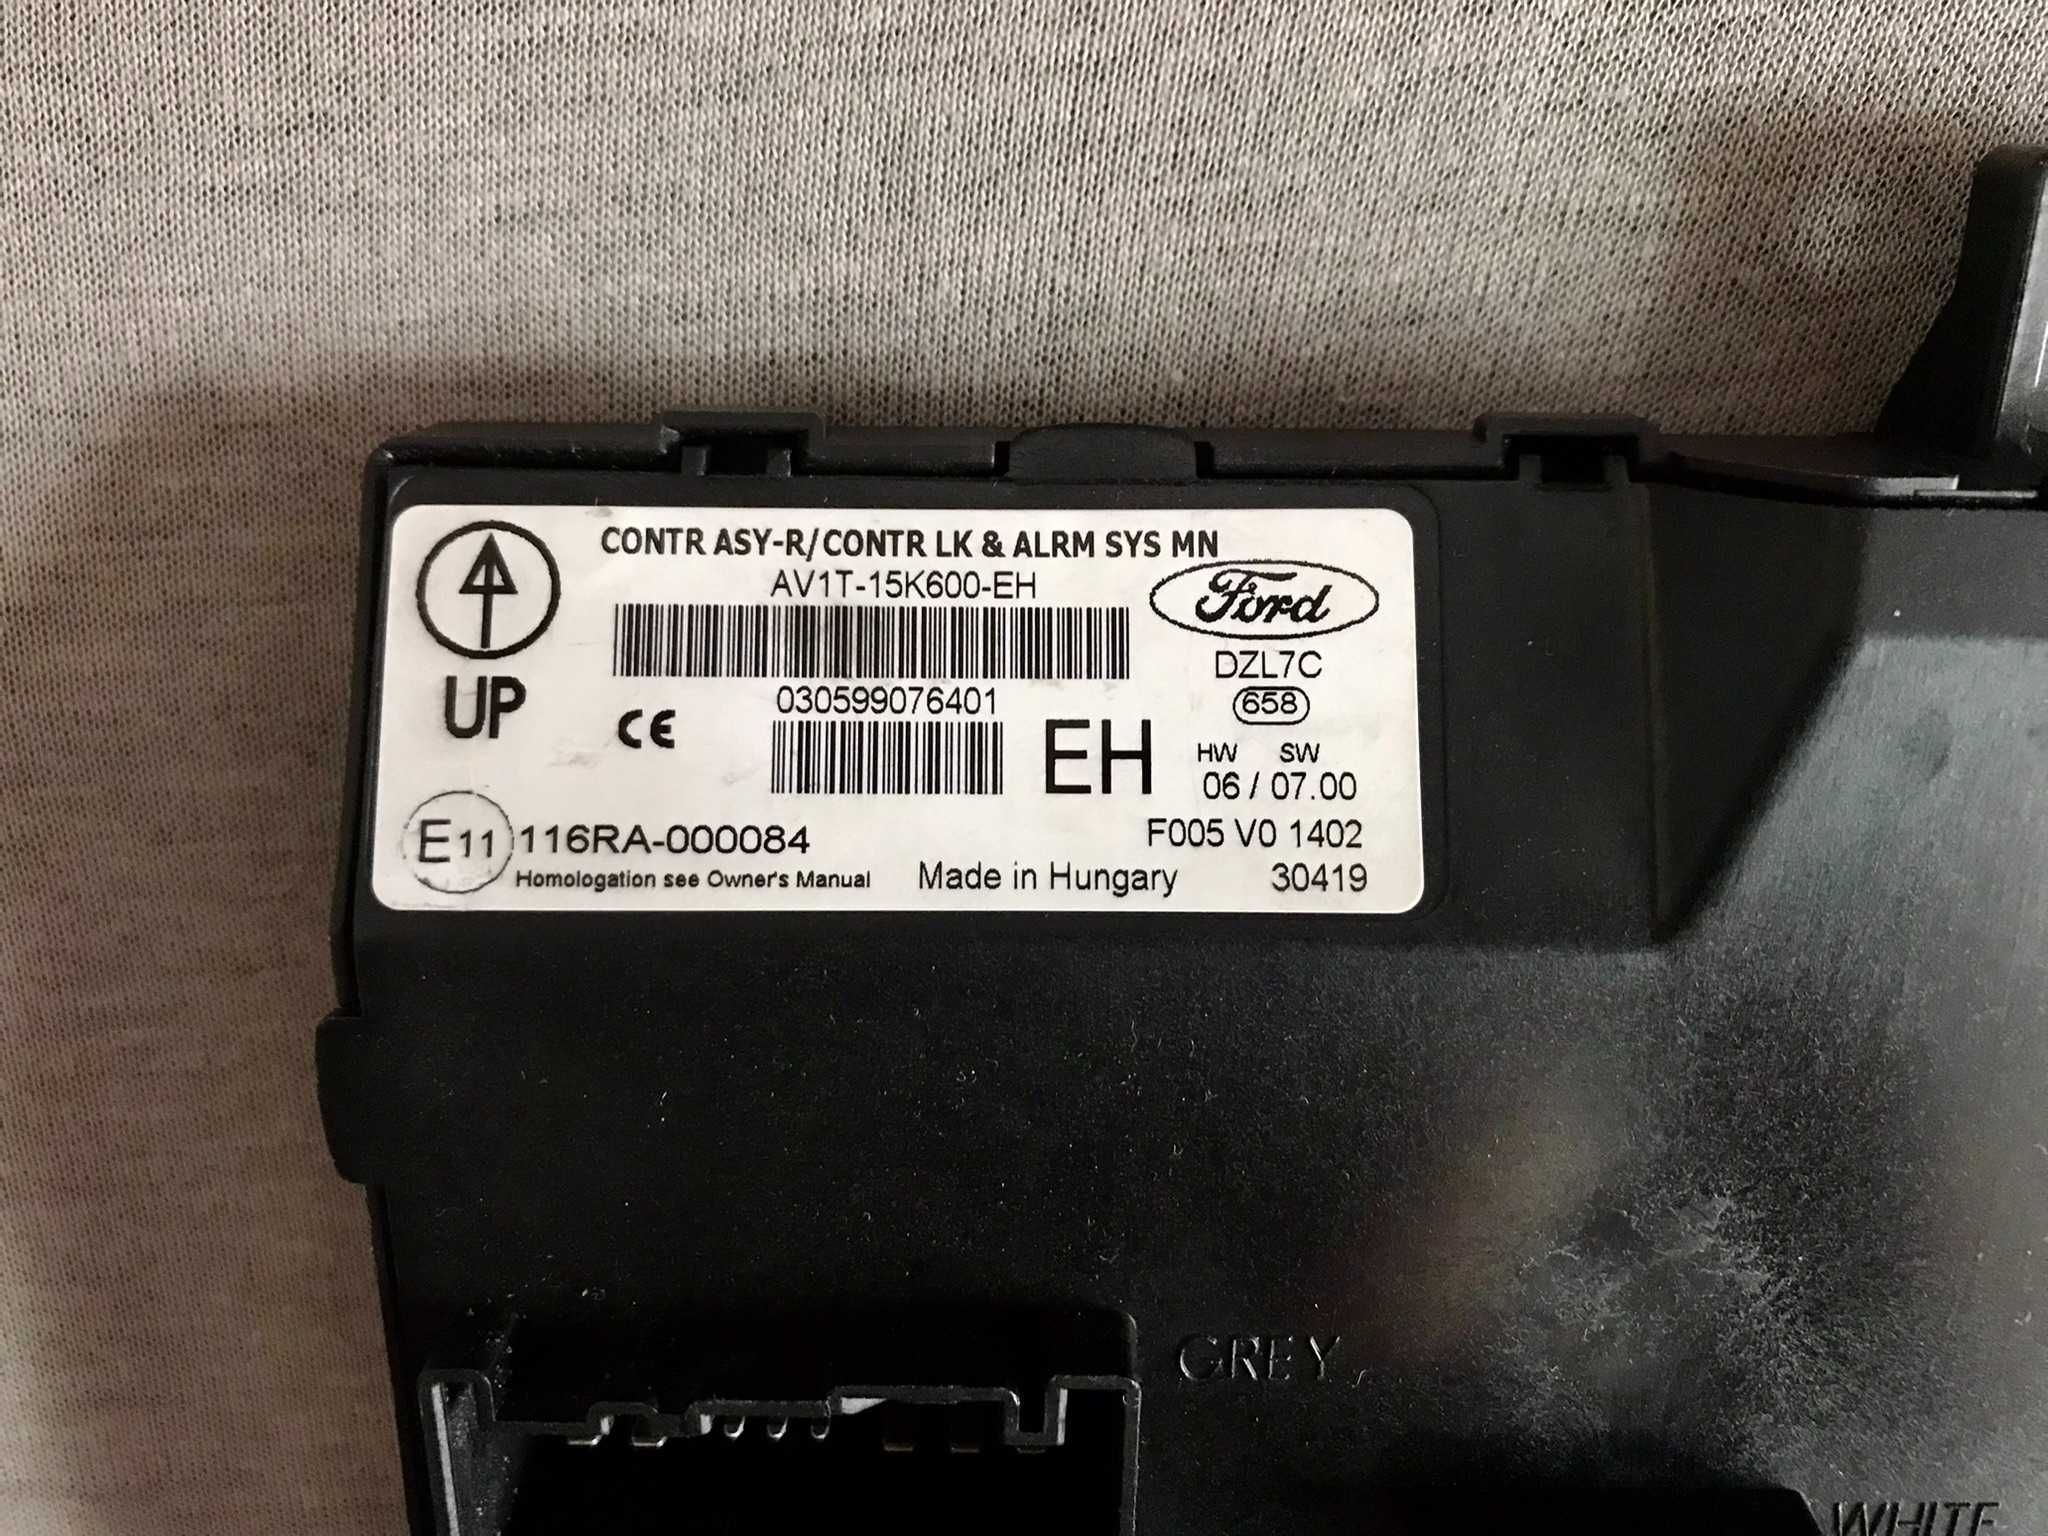 CONTR ASY-R/CONTR LK & ALRM SYS MN
AV1T-15K600-EH
Ford
UP
DZL7C
658
030599076401
CE
EH
HW SW
06 / 07.00
E11 116RA-000084
F005 V0 1402
Homologation see Owner's Manual
Made in Hungary
30419
GREY
WHITE